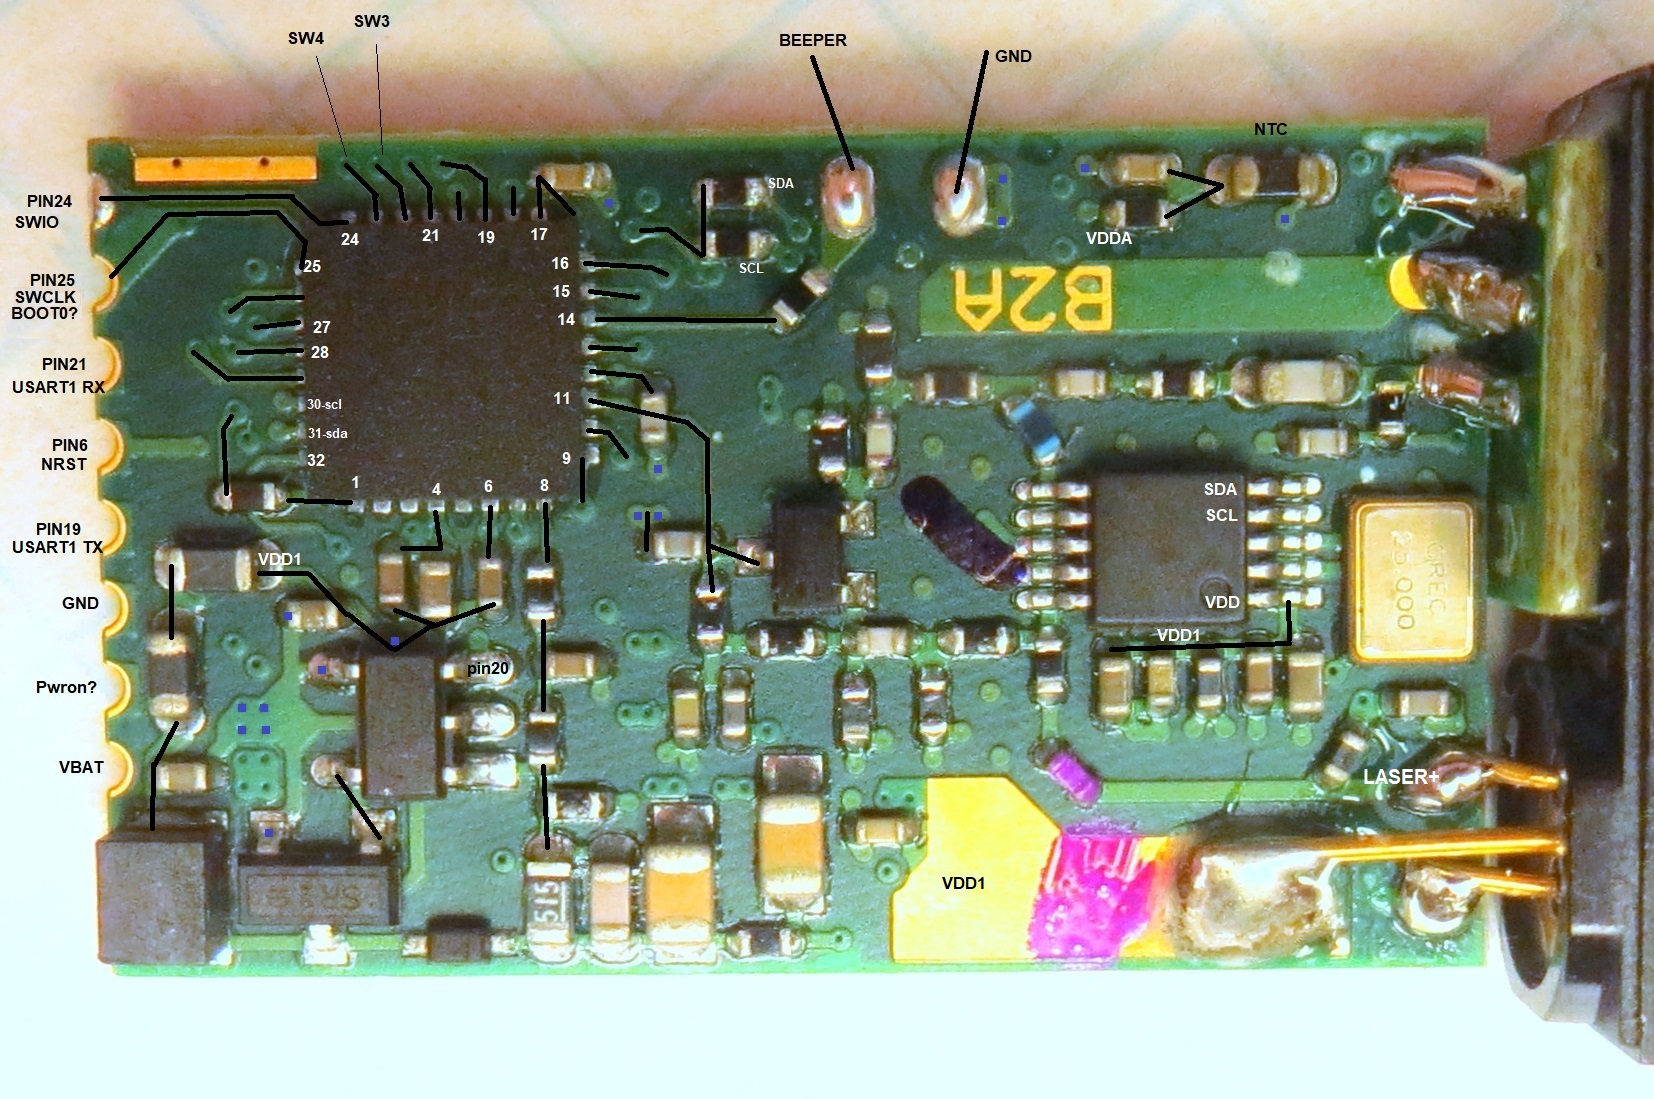 SW3
SW4
BEEPER
GND
NTC
SDA
PIN24
SWIO
24
21
19
17
VDDA
SCL
25
16
PIN25
SWCLK
BOOT0?
15
B2A
27
14
28
PIN21
USART1 RX
11
30-scl
31-sda
PIN6
NRST
32
9
1
4
6
8
SDA
SCL
PIN19
USART1 TX
VDD1
25 000
GND
VDD
VDD1
pin20
Pwron?
VBAT
LASER+
VDD1
515